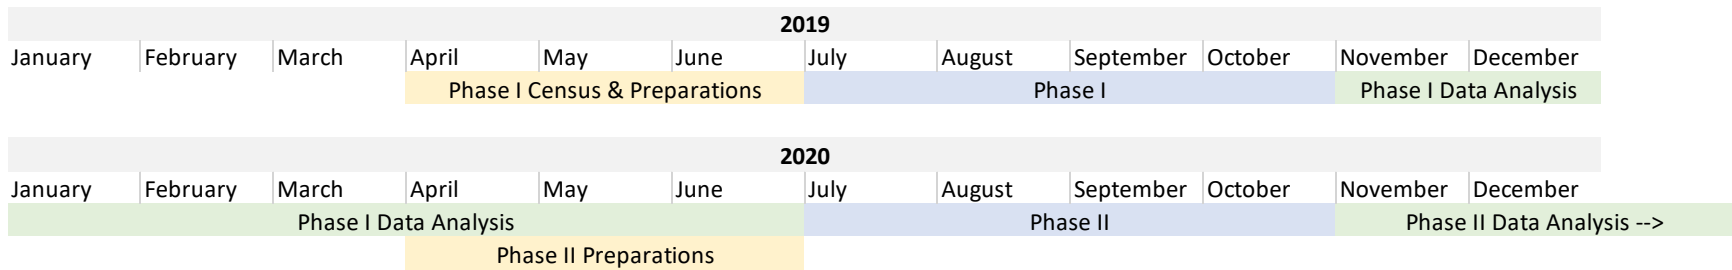 2019
January February March April May June July August September October November December
Phase I Census & Preparations Phase I Phase I Data Analysis
2020
January February March April May June July August September October November December
Phase I Data Analysis Phase II Phase II Data Analysis -->
Phase II Preparations